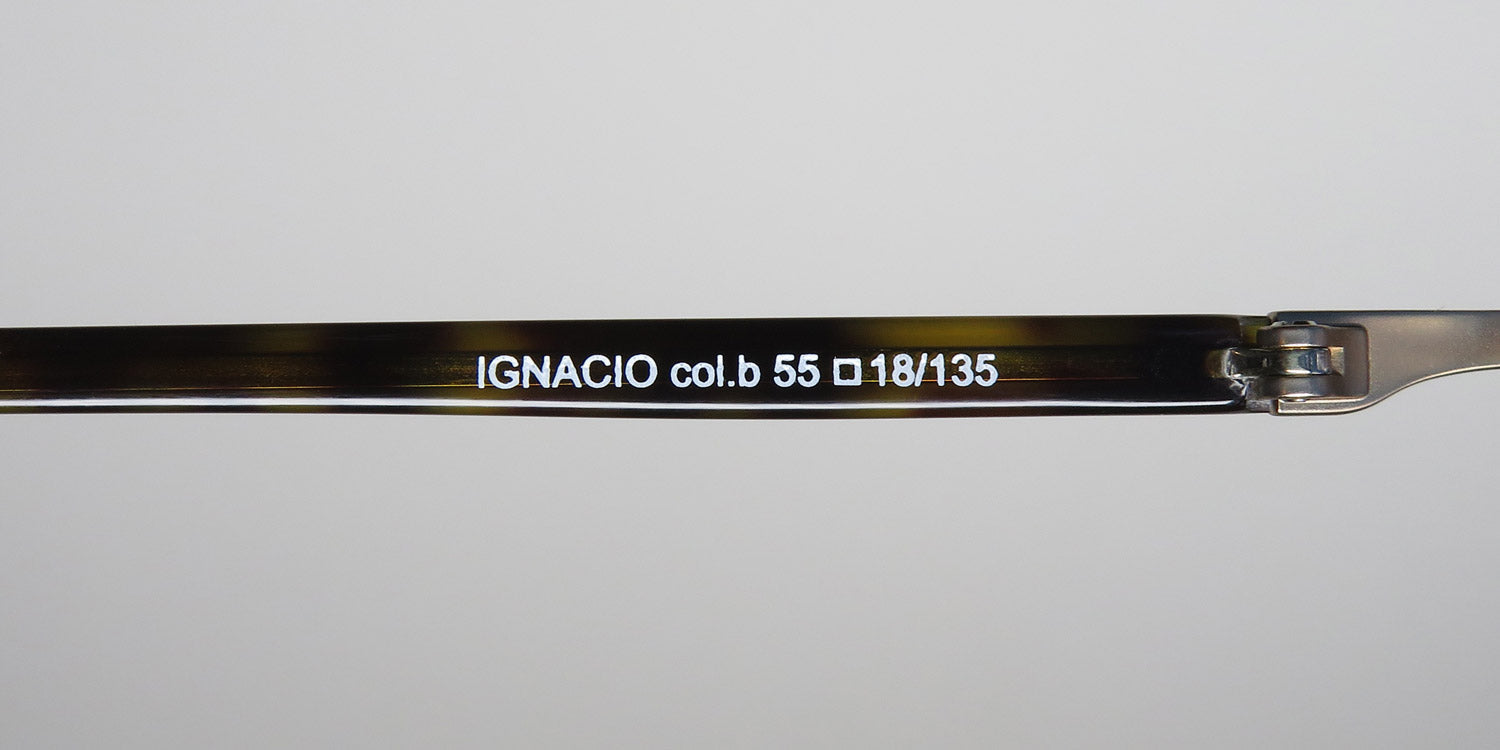 IGNACIO col.b 55 □ 18/135